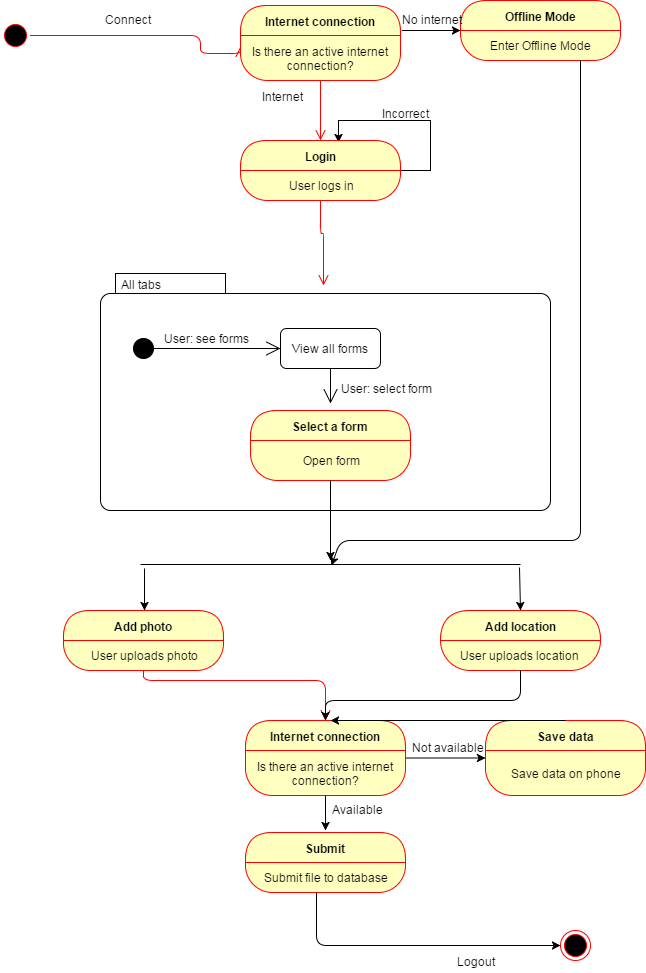 Connect
Internet connection
No internet
Offline Mode
Is there an active internet
connection?
Enter Offline Mode
Internet
Incorrect
Login
User logs in
All tabs
User: see forms
View all forms
User: select form
Select a form
Open form
Add photo
User uploads photo
Add location
User uploads location
Internet connection
Is there an active internet
connection?
Not available
Save data
Save data on phone
Available
Submit
Submit file to database
Logout